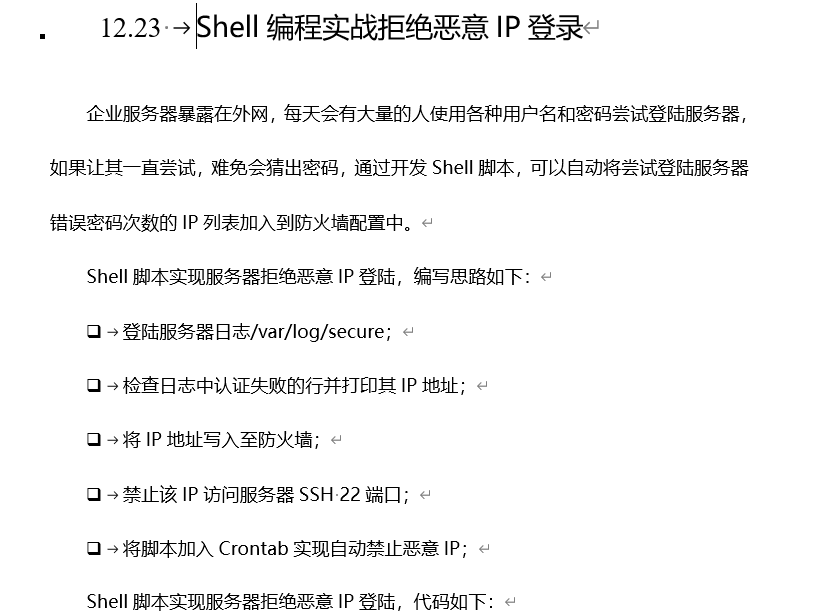 12.23 Shell 编程实战拒绝恶意 IP 登录
企业服务器暴露在外网，每天会有大量的人使用各种用户名和密码尝试登陆服务器，
如果让其一直尝试，难免会猜出密码，通过开发 Shell 脚本，可以自动将尝试登陆服务器
错误密码次数的 IP 列表加入到防火墙配置中。
Shell 脚本实现服务器拒绝恶意 IP 登陆，编写思路如下：
❑ 登陆服务器日志/var/log/secure；
❑ 检查日志中认证失败的行并打印其 IP 地址；
❑ 将 IP 地址写入至防火墙；
❑ 禁止该 IP 访问服务器 SSH 22 端口；
❑ 将脚本加入 Crontab 实现自动禁止恶意 IP；
Shell 脚本实现服务器拒绝恶意 IP 登陆，代码如下：